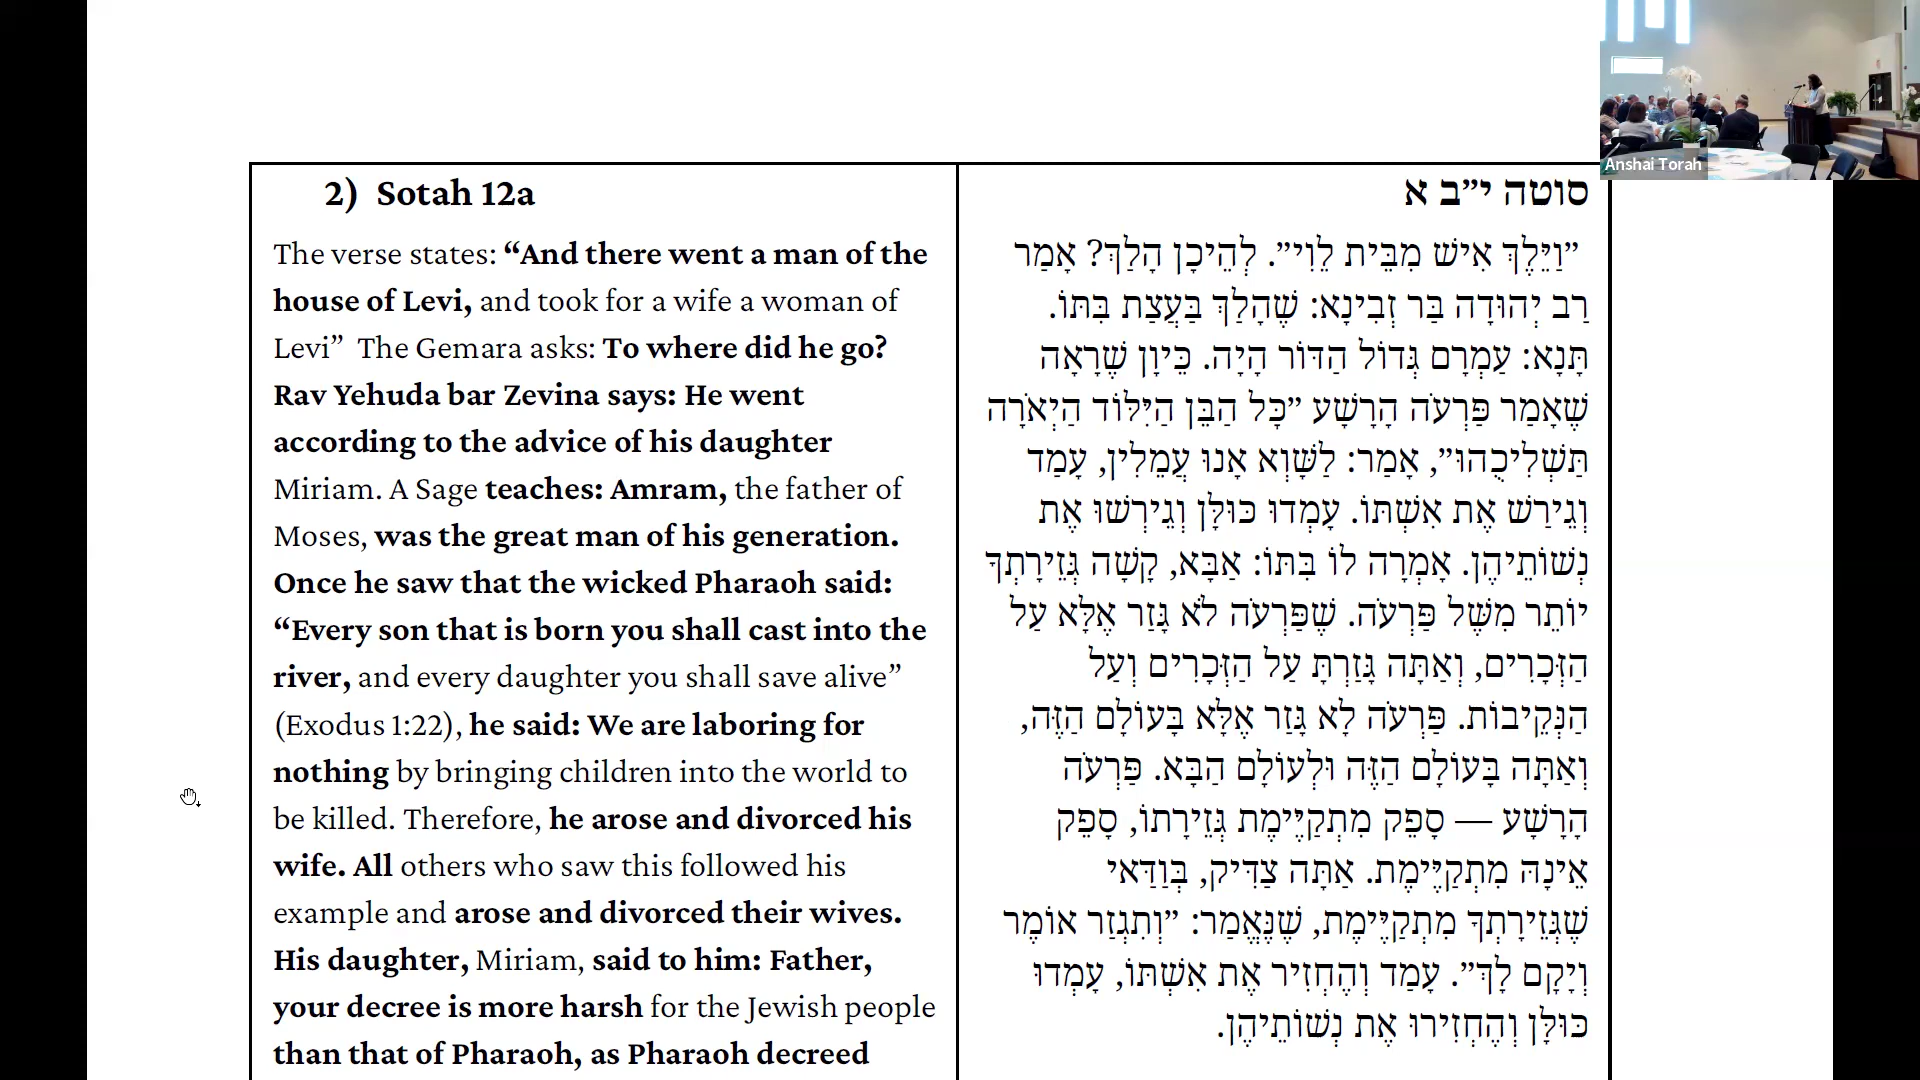 2) Sotah 12a
The verse states: “And there went a man of the
house of Levi, and took for a wife a woman of
Levi” The Gemara asks: To where did he go?
Rav Yehuda bar Zevina says: He went
according to the advice of his daughter
Miriam. A Sage teaches: Amram, the father of
Moses, was the great man of his generation.
Once he saw that the wicked Pharaoh said:
“Every son that is born you shall cast into the
river, and every daughter you shall save alive”
(Exodus 1:22), he said: We are laboring for
nothing by bringing children into the world to
be killed. Therefore, he arose and divorced his
wife. All others who saw this followed his
example and arose and divorced their wives.
His daughter, Miriam, said to him: Father,
your decree is more harsh for the Jewish people
than that of Pharaoh, as Pharaoh decreed
סוטה י״ב א
״וַיֵּלֶךְ אִישׁ מִבֵּית לֵוִי״. לְהֵיכָן הָלַךְ? אָמַר
רַב יְהוּדָה בַּר זְבִינָא: שֶׁהָלַךְ בַּעֲצַת בִּתּוֹ.
תָּנָא: עַמְרָם גְּדוֹל הַדּוֹר הָיָה. כֵּיוָן שֶׁרָאָה
שֶׁאָמַר פַּרְעֹה הָרָשָׁע ״כׇּל הַבֵּן הַיִּלּוֹד הַיְאֹרָה
תַּשְׁלִיכֻהוּ״, אָמַר: לַשָּׁוְא אָנוּ עֲמֵלִין, עָמַד
וְגֵירַשׁ אֶת אִשְׁתּוֹ. עָמְדוּ כּוּלָּן וְגֵירְשׁוּ אֶת
נְשׁוֹתֵיהֶן. אָמְרָה לוֹ בִּתּוֹ: אַבָּא, קָשָׁה גְּזֵירָתְךָ
יוֹתֵר מִשֶּׁל פַּרְעֹה. שֶׁפַּרְעֹה לֹא גָּזַר אֶלָּא עַל
הַזְּכָרִים, וְאַתָּה גָּזַרְתָּ עַל הַזְּכָרִים וְעַל
הַנְּקֵיבוֹת. פַּרְעֹה לָא גָּזַר אֶלָּא בָּעוֹלָם הַזֶּה,
וְאַתָּה בָּעוֹלָם הַזֶּה וְלָעוֹלָם הַבָּא. פַּרְעֹה
הָרָשָׁע — סָפֵק מִתְקַיֶּימֶת גְּזֵירָתוֹ, סָפֵק
אֵינָהּ מִתְקַיֶּימֶת. אַתָּה צַדִּיק, בְּוַדַּאי
שֶׁגְּזֵירָתְךָ מִתְקַיֶּימֶת, שֶׁנֶּאֱמַר: ״וְתִגְזַר אוֹמֶר
וְיָקׇם לָךְ״. עָמַד וְהֶחְזִיר אֶת אִשְׁתּוֹ, עָמְדוּ
כּוּלָּן וְהֶחְזִירוּ אֶת נְשׁוֹתֵיהֶן.
Anshai Torah